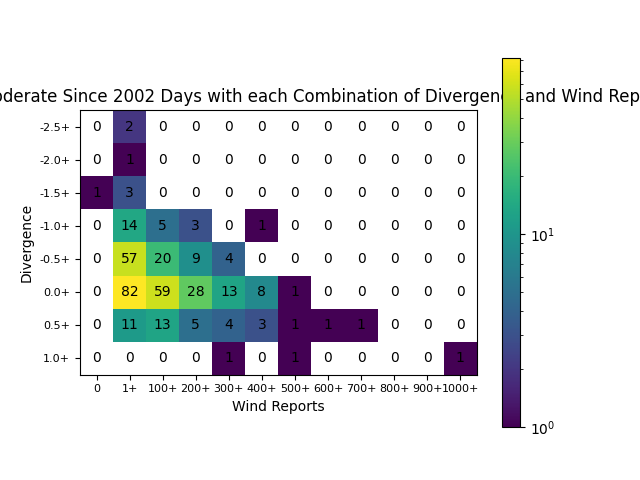 oderate Since 2002 Days with each Combination of Divergenc and Wind Rep
Divergence
-2.5+ 0 2 0 0 0 0 0 0 0 0 0 0
-2.0+ 0 1 0 0 0 0 0 0 0 0 0 0
-1.5+ 1 3 0 0 0 0 0 0 0 0 0 0
-1.0+ 0 14 5 3 0 1 0 0 0 0 0 0
-0.5+ 0 57 20 9 4 0 0 0 0 0 0 0
0.0+ 0 82 59 28 13 8 1 0 0 0 0 0
0.5+ 0 11 13 5 4 3 1 1 1 0 0 0
1.0+ 0 0 0 0 1 0 1 0 0 0 0 1
0 1+ 100+ 200+ 300+ 400+ 500+ 600+ 700+ 800+ 900+ 1000+
Wind Reports
10¹
10⁰